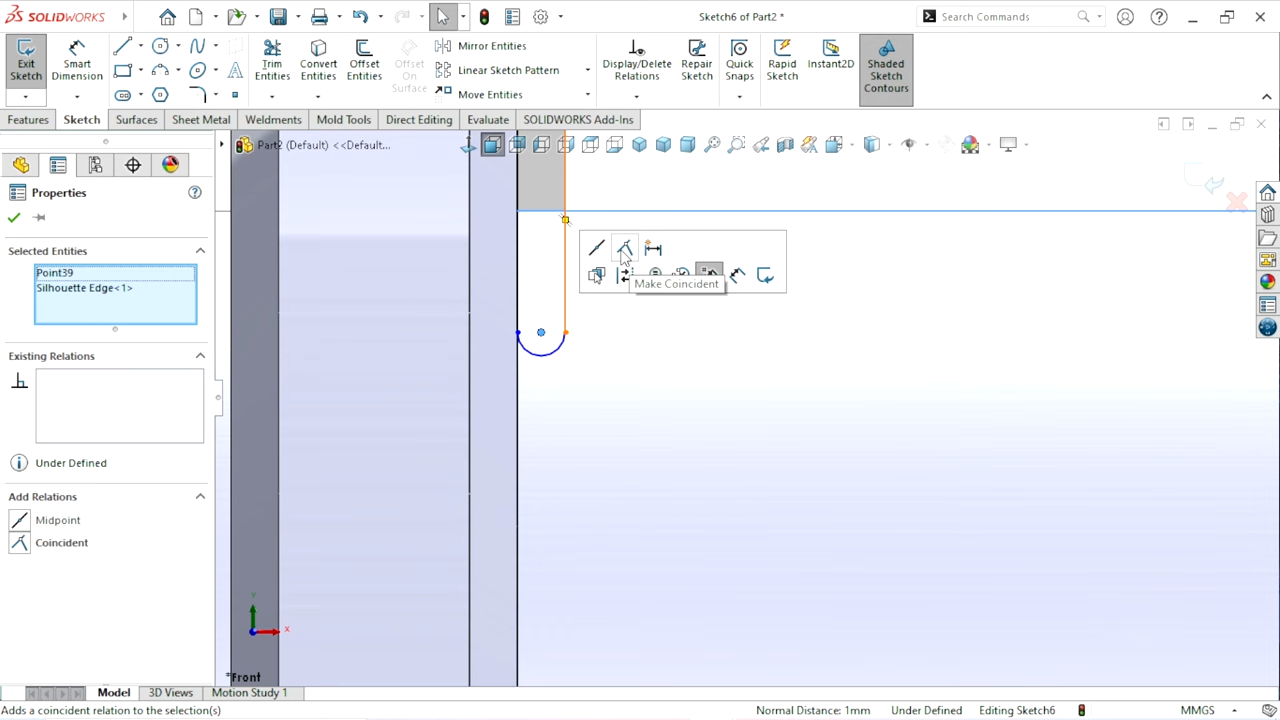 SOLIDWORKS
Sketch6 of Part2 *
Search Commands
Exit Sketch
Smart Dimension
Trim Entities
Convert Entities
Offset Entities
Offset On Surface
Mirror Entities
Linear Sketch Pattern
Move Entities
Display/Delete Relations
Repair Sketch
Quick Snaps
Rapid Sketch
Instant2D
Shaded Sketch Contours
Features
Sketch
Surfaces
Sheet Metal
Weldments
Mold Tools
Direct Editing
Evaluate
SOLIDWORKS Add-Ins
Part2 (Default) <<Default...
Properties
Selected Entities
Point39
Silhouette Edge<1>
Make Coincident
Existing Relations
Under Defined
Add Relations
Midpoint
Coincident
Y
X
*Front
Model
3D Views
Motion Study 1
Adds a coincident relation to the selection(s)
Normal Distance: 1mm
Under Defined
Editing Sketch6
MMGS